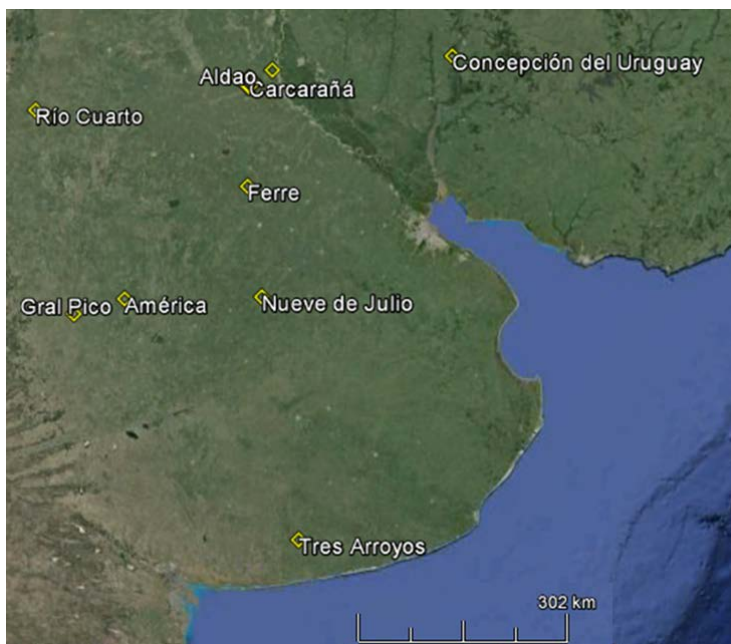 Concepción del Uruguay
Aldao
Carcarañá
Río Cuarto
Ferre
Gral Pico
América
Nueve de Julio
Tres Arroyos
302 km